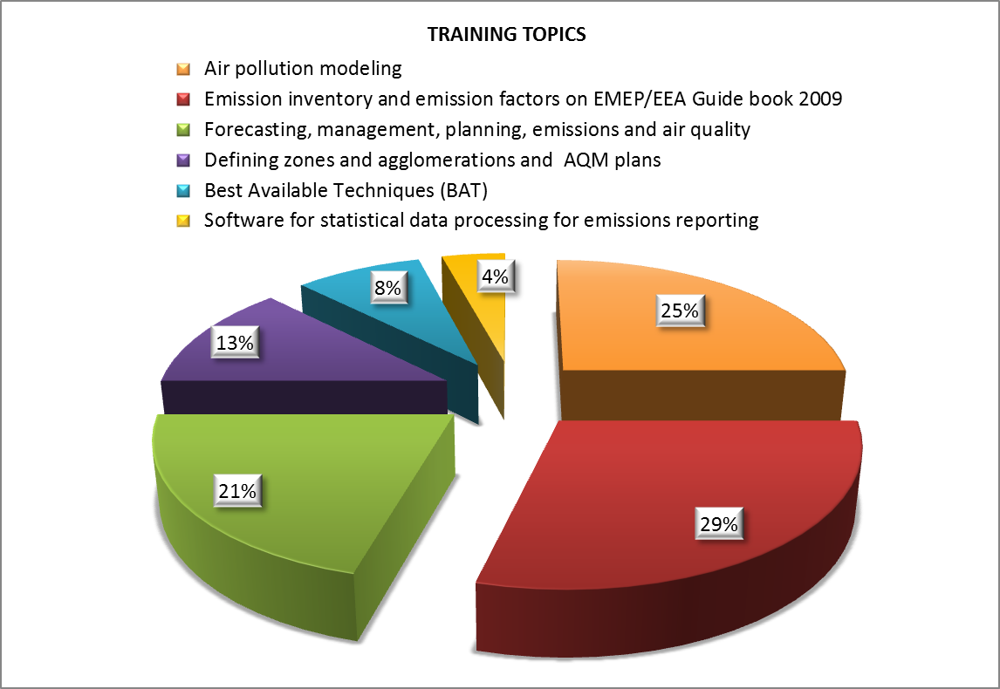 TRAINING TOPICS
Air pollution modeling
Emission inventory and emission factors on EMEP/EEA Guide book 2009
Forecasting, management, planning, emissions and air quality
Defining zones and agglomerations and  AQM plans
Best Available Techniques (BAT)
Software for statistical data processing for emissions reporting
4%
8%
25%
13%
21%
29%